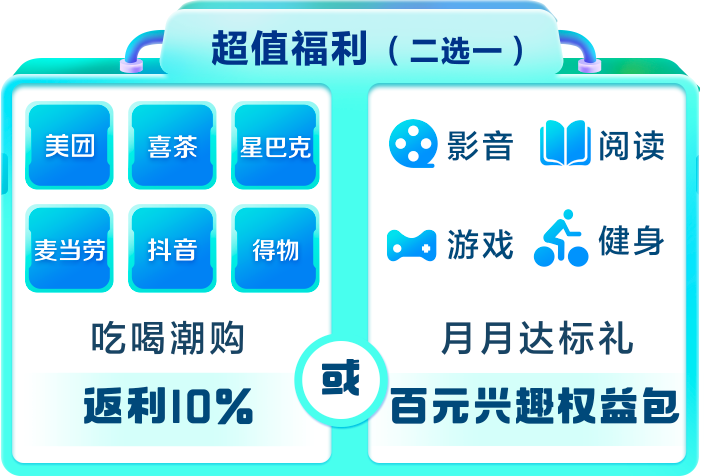 超值福利（二选一）
美团 喜茶 星巴克
麦当劳 抖音 得物
吃喝潮购
返利10%
或
影音 阅读
游戏 健身
月月达标礼
百元兴趣权益包